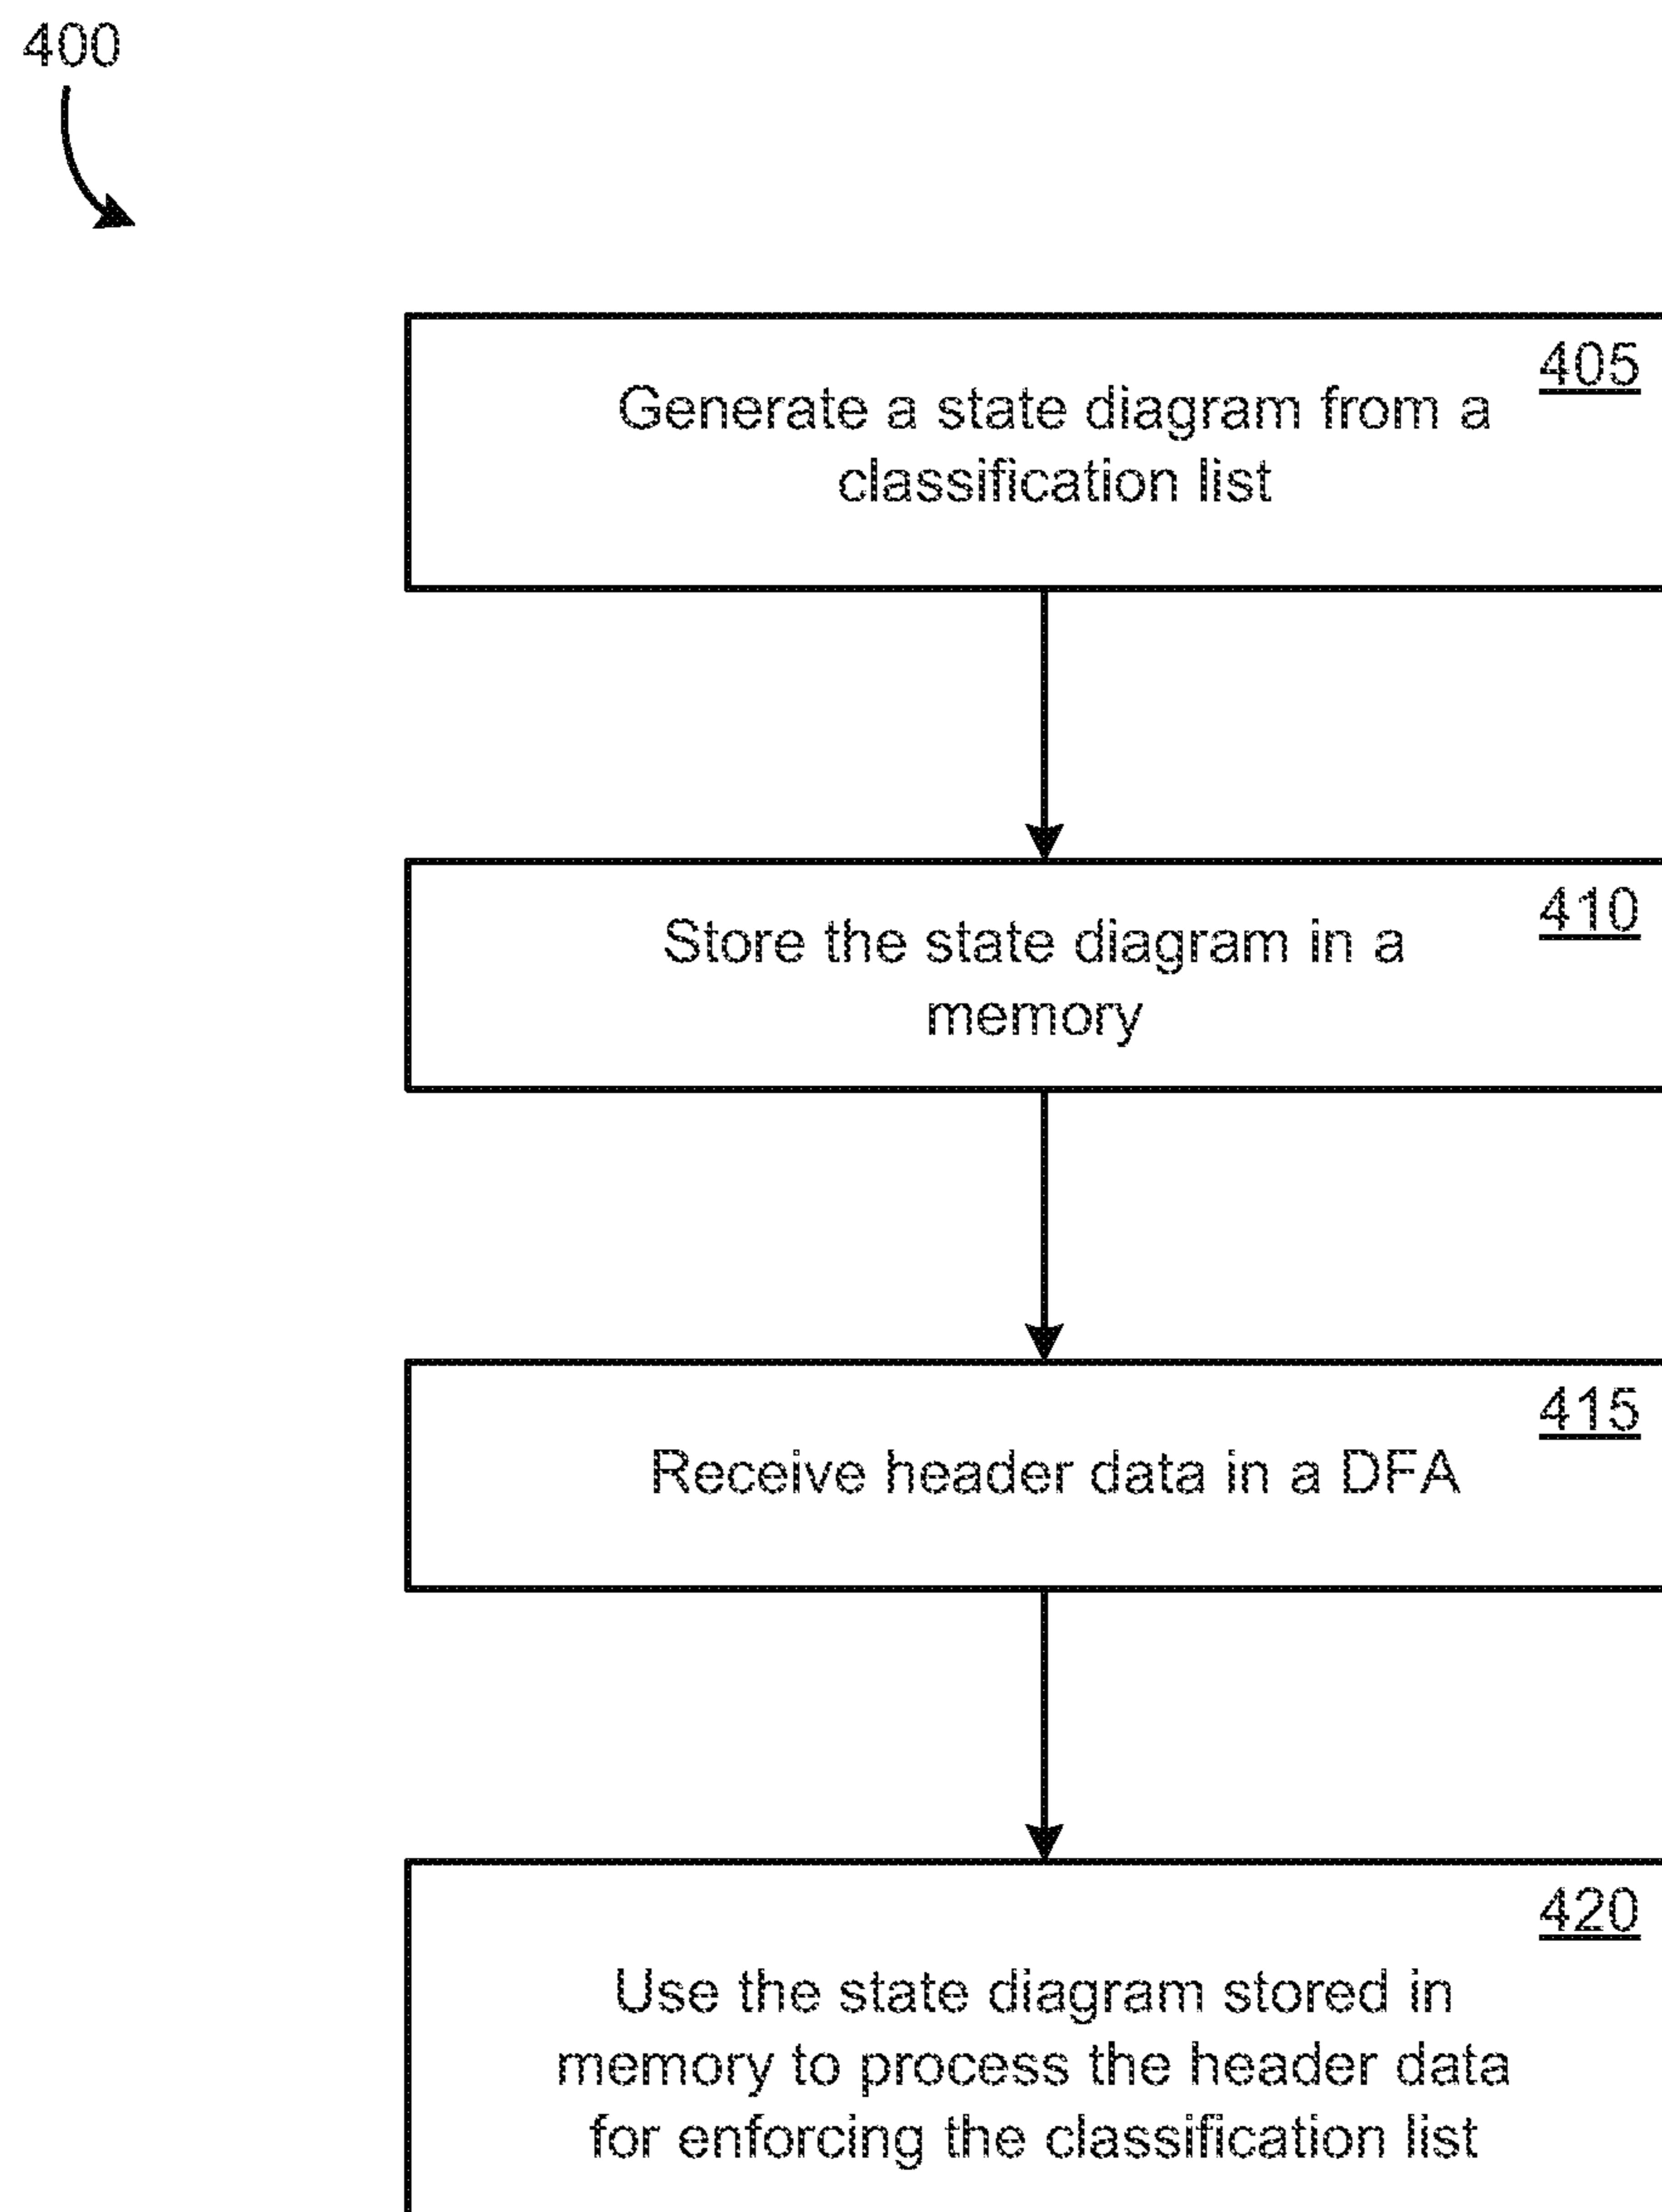 400
405
Generate a state diagram from a
classification list
410
Store the state diagram in a
memory
415
Receive header data in a DFA
420
Use the state diagram stored in
memory to process the header data
for enforcing the classification list